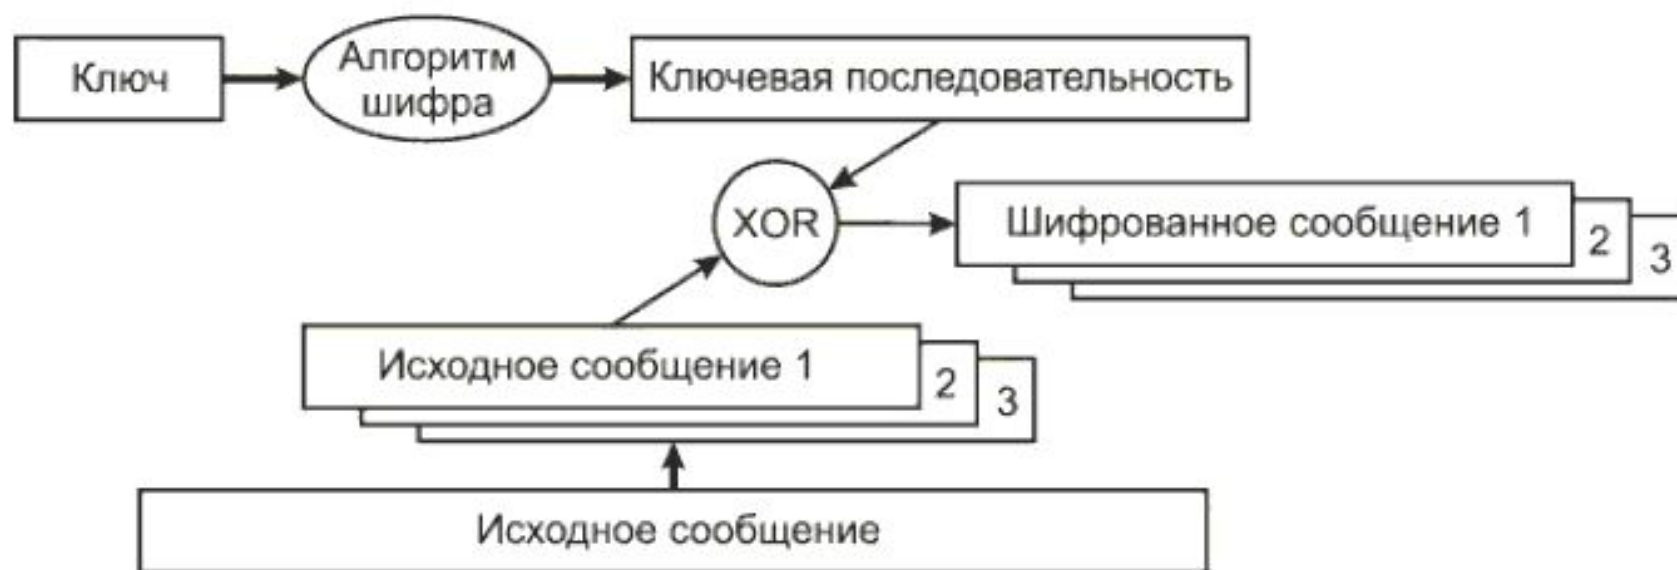 Ключ
Алгоритм
шифра
Ключевая последовательность
XOR
Шифрованное сообщение 1
2
3
Исходное сообщение 1
2
3
Исходное сообщение